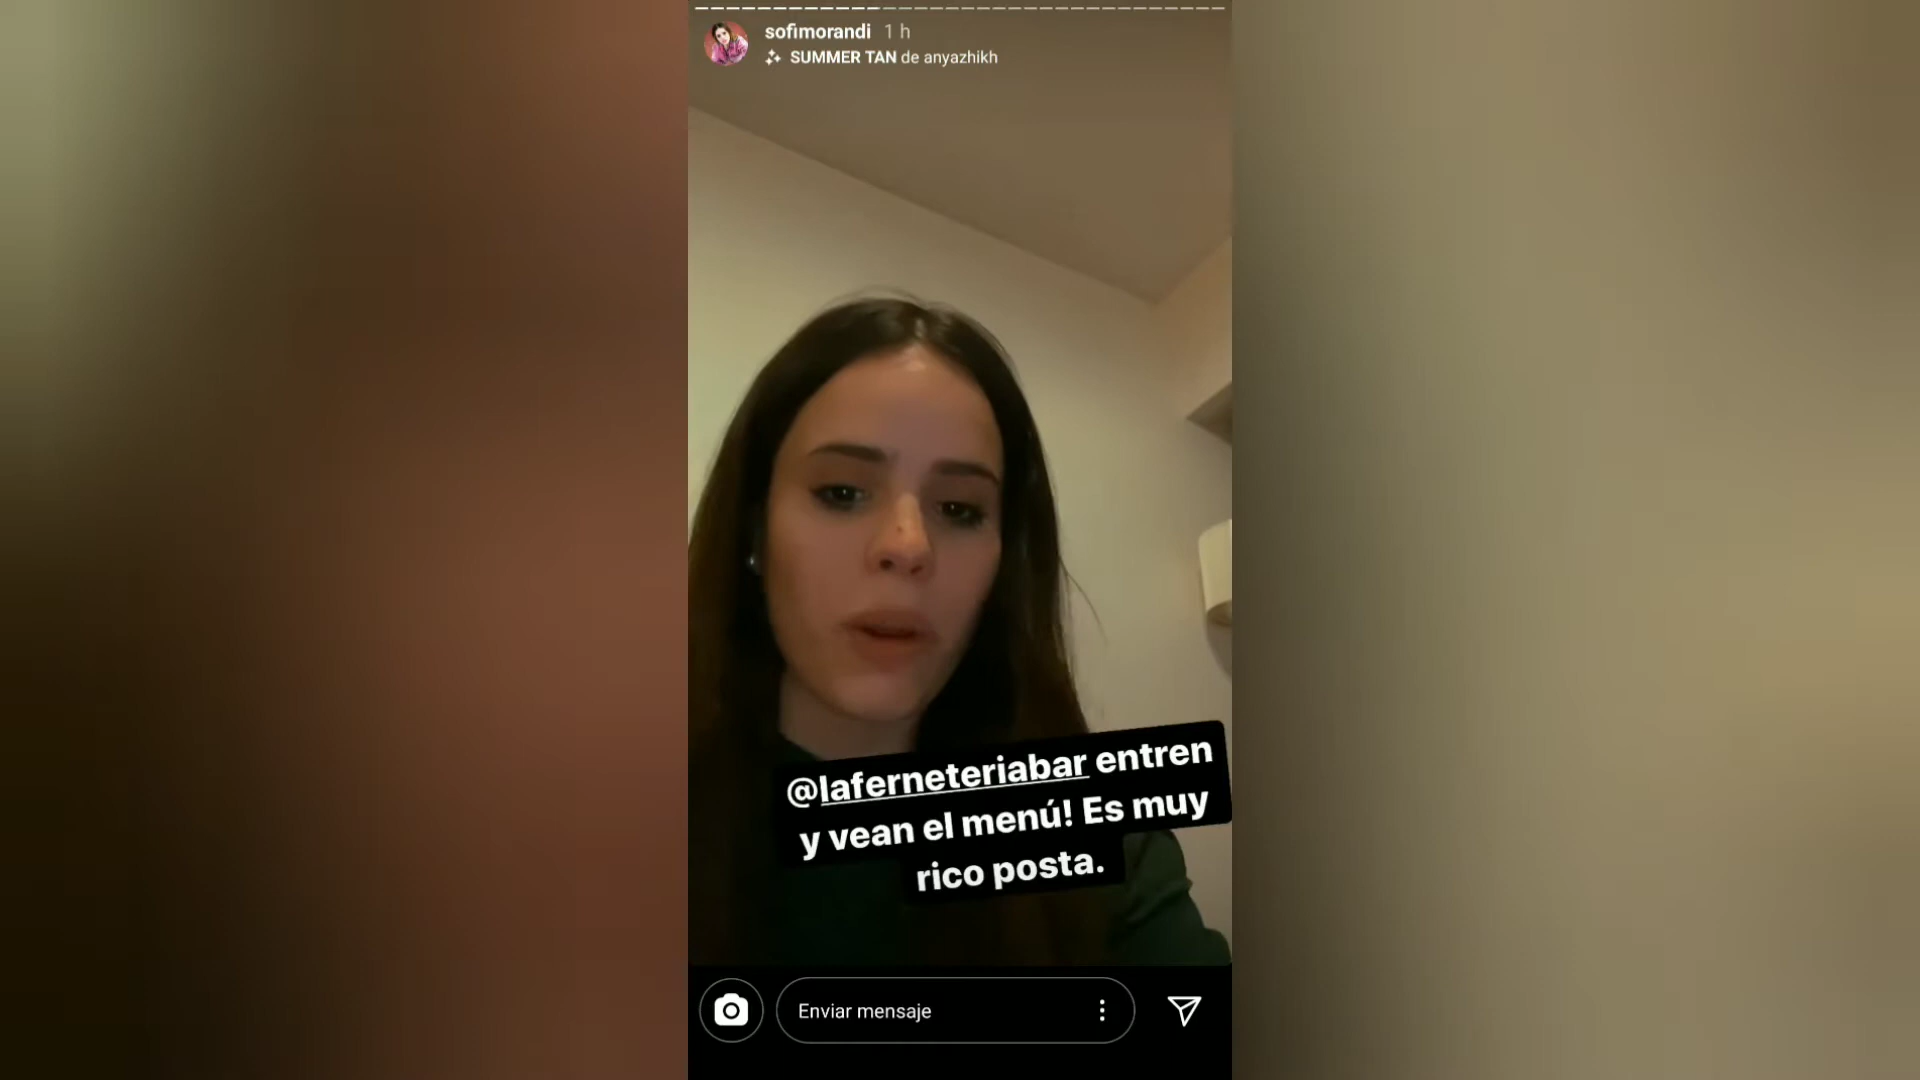 sofimorandi 1 h
SUMMER TAN de anyazhikh
@laferneteriabar entren
y vean el menú! Es muy
rico posta.
Enviar mensaje